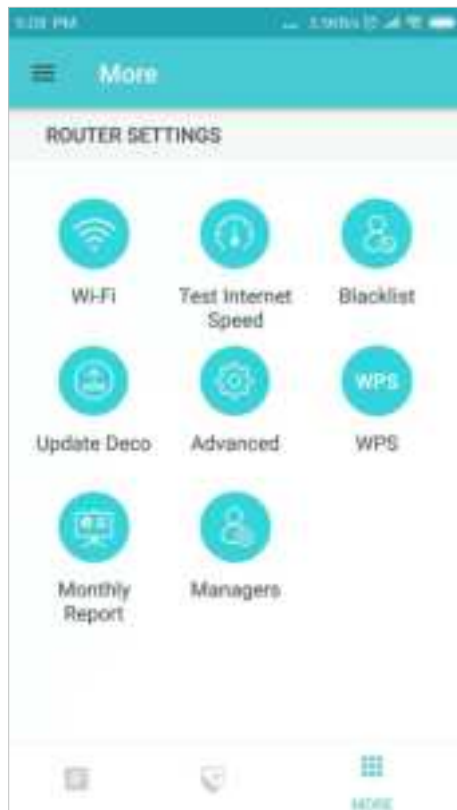 More
ROUTER SETTINGS
Wi-Fi
Test Internet
Speed
Blacklist
Update Deco
Advanced
WPS
WPS
Monthly
Report
Managers
MORE